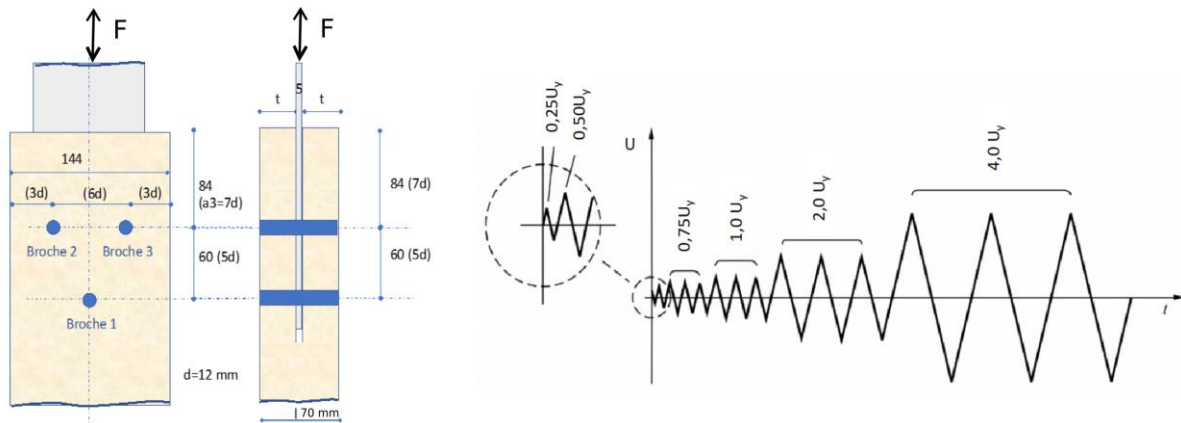 F
F
t
5
t
144
(3d)
(6d)
(3d)
84
(a3=7d)
84 (7d)
Broche 2
Broche 3
60 (5d)
60 (5d)
Broche 1
d=12 mm
70 mm
0,25Uy
0,50Uy
U
0,75Uy
1,0 Uy
2,0 Uy
4,0 Uy
t